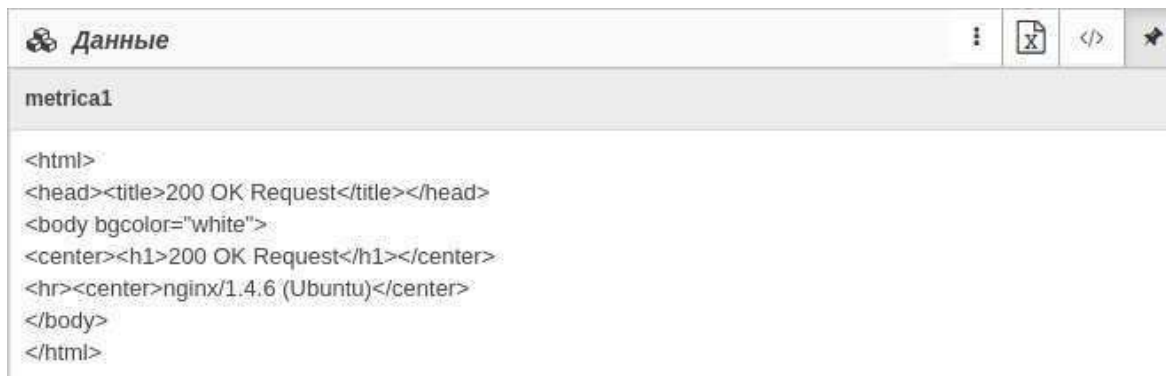 Данные
metrica1
<html>
<head><title>200 OK Request</title></head>
<body bgcolor="white">
<center><h1>200 OK Request</h1></center>
<hr><center>nginx/1.4.6 (Ubuntu)</center>
</body>
</html>